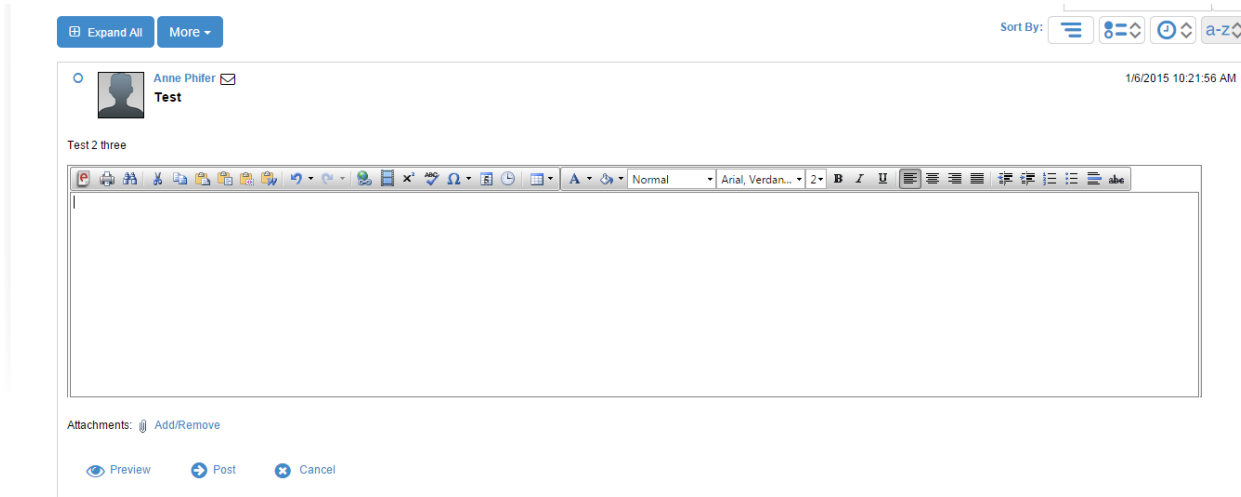 Expand All More Sort By: a-z
Anne Phifer 1/6/2015 10:21:56 AM
Test
Test 2 three
ABC Ω A Normal Arial, Verdan... 2 B I U abc
Attachments: Add/Remove
Preview Post Cancel